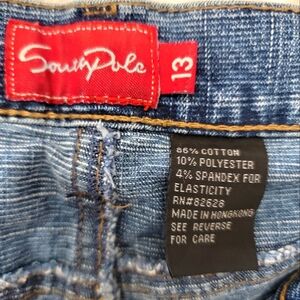 SouthPole
13
86% COTTON
10% POLYESTER
4% SPANDEX FOR
ELASTICITY
RN#82628
MADE IN HONGKONG
SEE REVERSE
FOR CARE